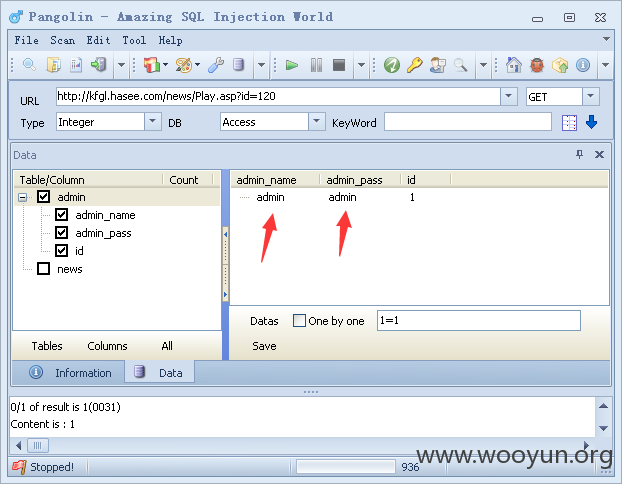 Pangolin - Amazing SQL Injection World
File Scan Edit Tool Help
URL http://kfgl.hasee.com/news/Play.asp?id=120 GET
Type Integer DB Access KeyWord
Data
Table/Column Count admin_name admin_pass id
admin admin admin 1
admin_name
admin_pass
id
news
Datas One by one 1=1
Tables Columns All Save
Information Data
0/1 of result is 1(0031)
Content is : 1
www.wooyun.org
Stopped! 936